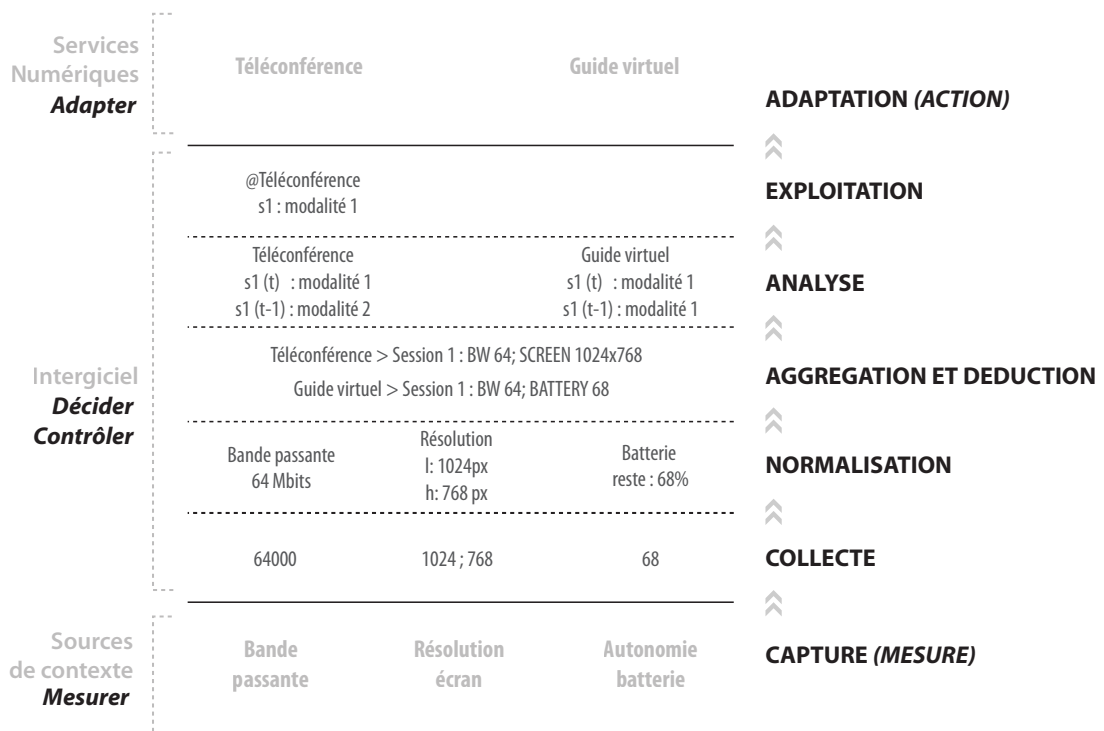 Services
Numériques
Adapter
Téléconférence
Guide virtuel
ADAPTATION (ACTION)
@Téléconférence
s1 : modalité 1
EXPLOITATION
Téléconférence
s1 (t) : modalité 1
s1 (t-1) : modalité 2
Guide virtuel
s1 (t) : modalité 1
s1 (t-1) : modalité 1
ANALYSE
Intergiciel
Décider
Contrôler
Téléconférence > Session 1 : BW 64; SCREEN 1024x768
Guide virtuel > Session 1 : BW 64; BATTERY 68
AGGREGATION ET DEDUCTION
Bande passante
64 Mbits
Résolution
l: 1024px
h: 768 px
Batterie
reste : 68%
NORMALISATION
64000
1024 ; 768
68
COLLECTE
Sources
de contexte
Mesurer
Bande
passante
Résolution
écran
Autonomie
batterie
CAPTURE (MESURE)